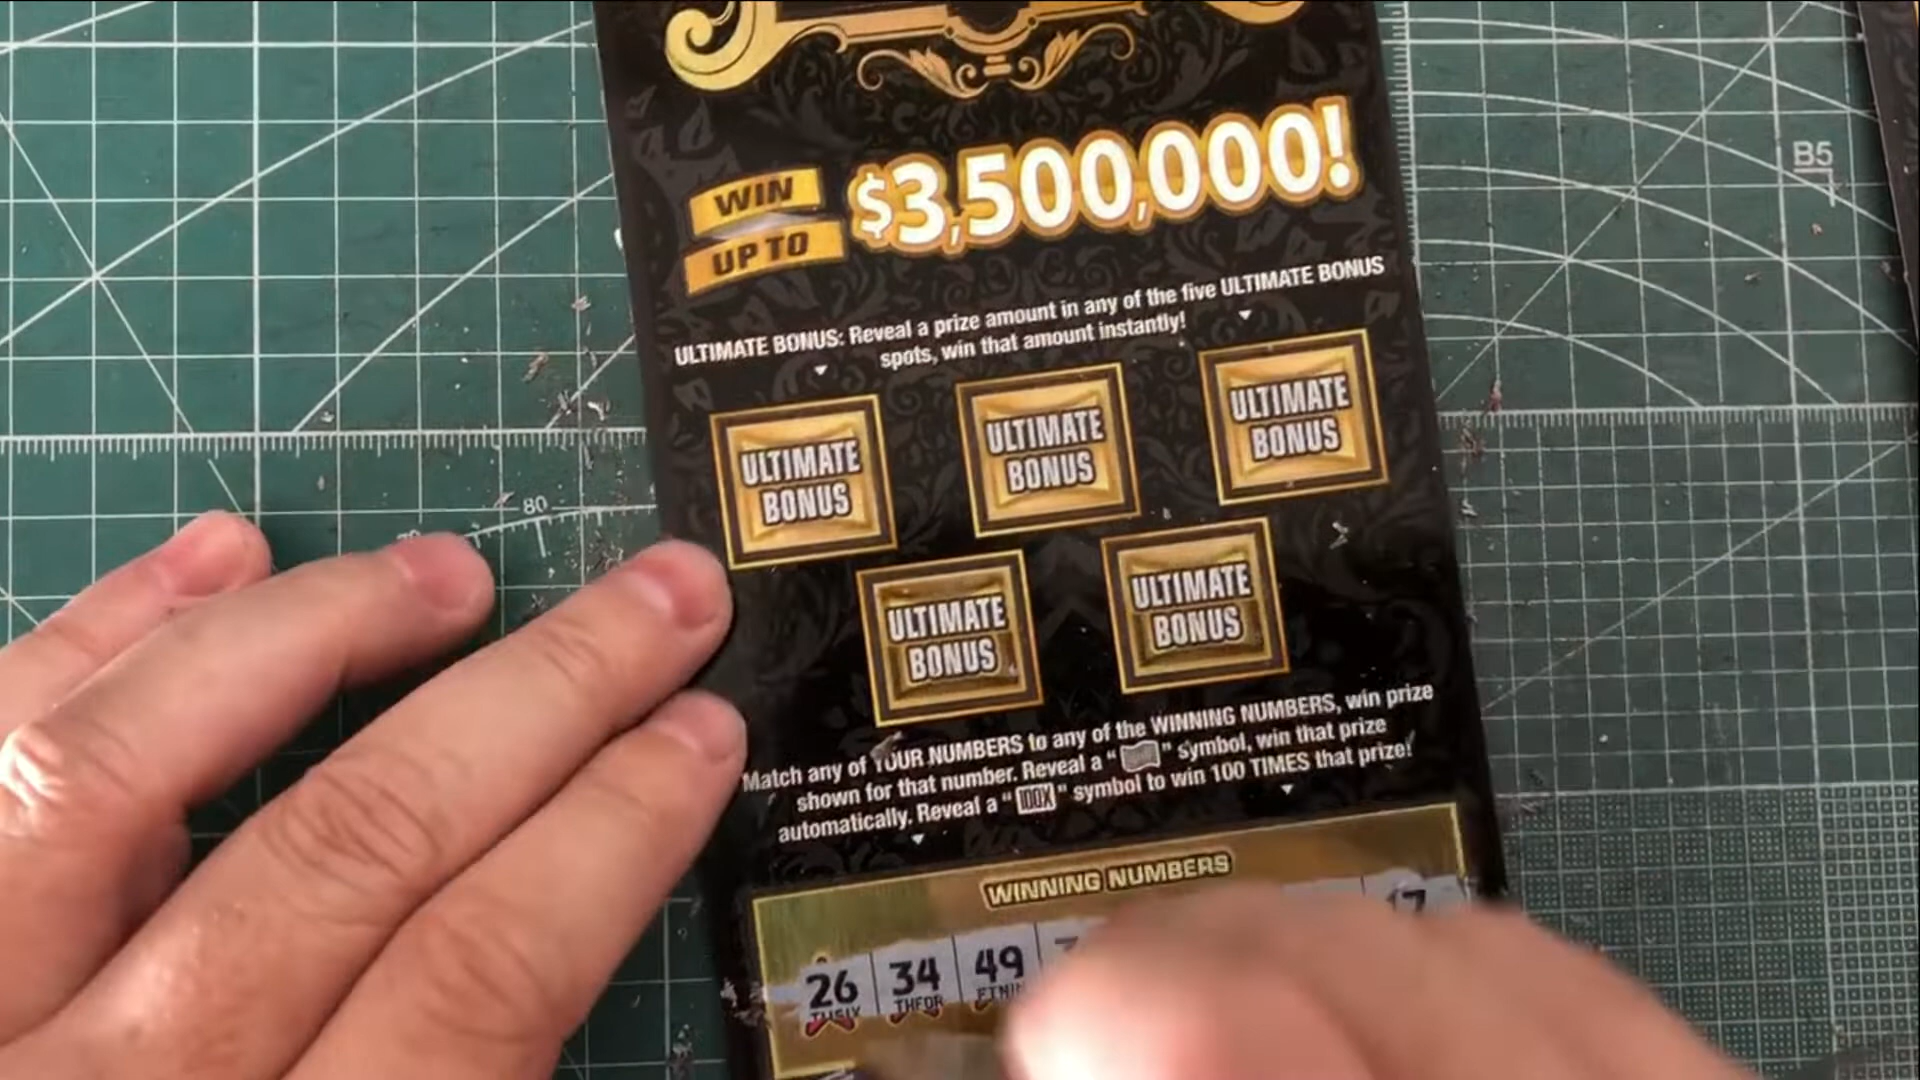 WIN
UP TO
$3,500,000!
ULTIMATE BONUS: Reveal a prize amount in any of the five ULTIMATE BONUS
spots, win that amount instantly!
ULTIMATE
BONUS
ULTIMATE
BONUS
ULTIMATE
BONUS
ULTIMATE
BONUS
ULTIMATE
BONUS
Match any of YOUR NUMBERS to any of the WINNING NUMBERS, win prize
shown for that number. Reveal a " " symbol, win that prize
automatically. Reveal a "100X" symbol to win 100 TIMES that prize!
WINNING NUMBERS
26 34 49 17
THFOR
B5
80